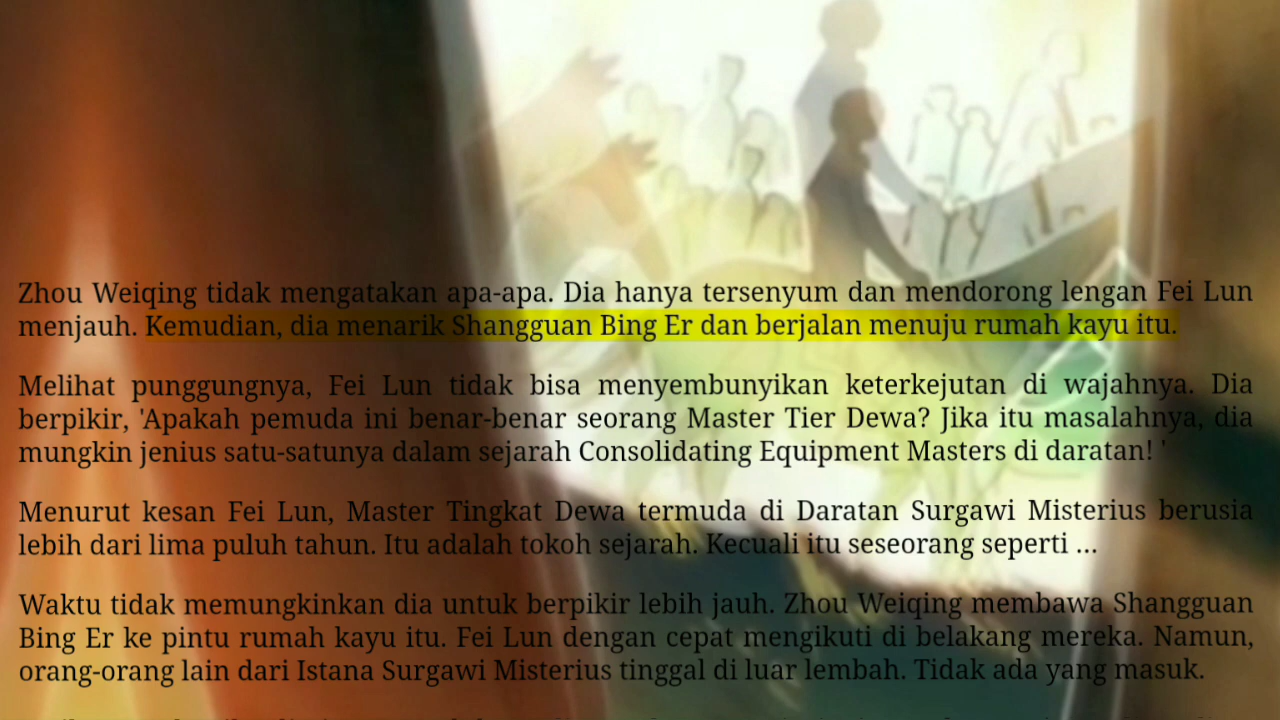 Zhou Weiqing tidak mengatakan apa-apa. Dia hanya tersenyum dan mendorong lengan Fei Lun
menjauh. Kemudian, dia menarik Shangguan Bing Er dan berjalan menuju rumah kayu itu.
Melihat punggungnya, Fei Lun tidak bisa menyembunyikan keterkejutan di wajahnya. Dia
berpikir, 'Apakah pemuda ini benar-benar seorang Master Tier Dewa? Jika itu masalahnya, dia
mungkin jenius satu-satunya dalam sejarah Consolidating Equipment Masters di daratan! '
Menurut kesan Fei Lun, Master Tingkat Dewa termuda di Daratan Surgawi Misterius berusia
lebih dari lima puluh tahun. Itu adalah tokoh sejarah. Kecuali itu seseorang seperti ...
Waktu tidak memungkinkan dia untuk berpikir lebih jauh. Zhou Weiqing membawa Shangguan
Bing Er ke pintu rumah kayu itu. Fei Lun dengan cepat mengikuti di belakang mereka. Namun,
orang-orang lain dari Istana Surgawi Misterius tinggal di luar lembah. Tidak ada yang masuk.